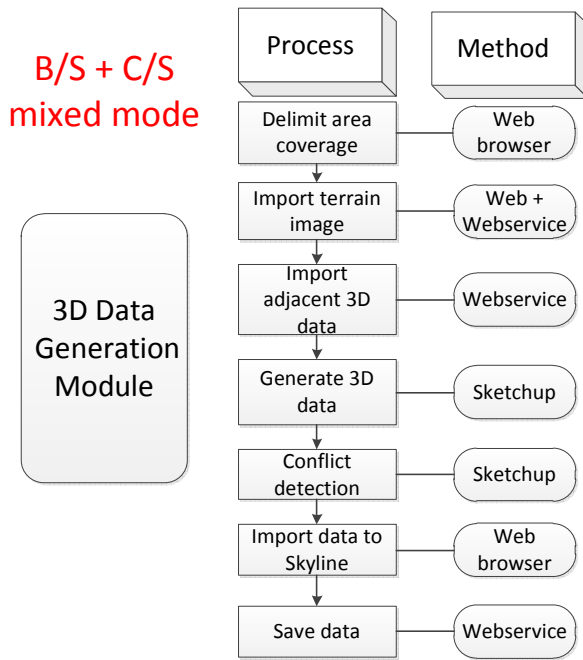 B/S + C/S
mixed mode
3D Data
Generation
Module
Process
Method
Delimit area
coverage
Web
browser
Import terrain
image
Web +
Webservice
Import
adjacent 3D
data
Webservice
Generate 3D
data
Sketchup
Conflict
detection
Sketchup
Import data to
Skyline
Web
browser
Save data
Webservice